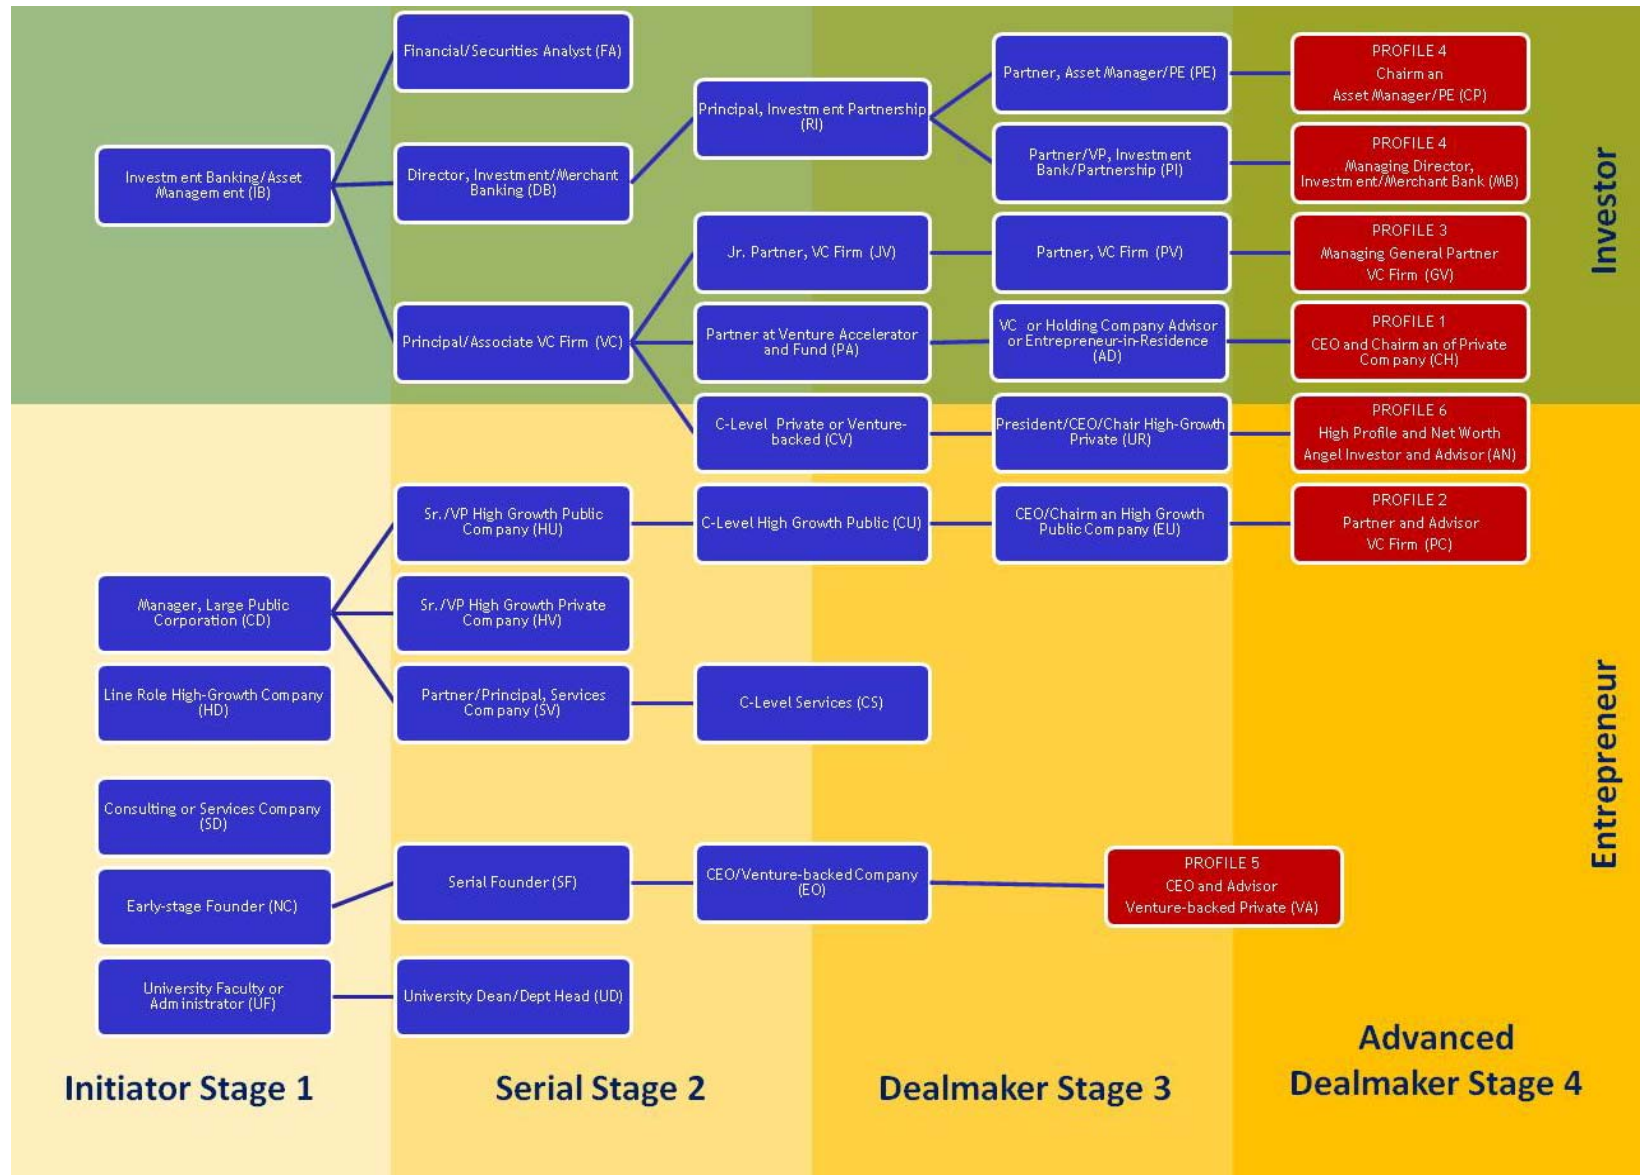 Financial/Securities Analyst (FA)
Investment Banking/Asset
Management (IB)
Director, Investment/Merchant
Banking (DB)
Principal/Associate VC Firm (VC)
Principal, Investment Partnership
(RI)
Jr. Partner, VC Firm (JV)
Partner at Venture Accelerator
and Fund (PA)
C-Level Private or Venture-
backed (CV)
Partner, Asset Manager/PE (PE)
Partner/VP, Investment
Bank/Partnership (PI)
Partner, VC Firm (PV)
VC or Holding Company Advisor
or Entrepreneur-in-Residence
(AD)
President/CEO/Chair High-Growth
Private (UR)
PROFILE 4
Chairman
Asset Manager/PE (CP)
PROFILE 4
Managing Director,
Investment/Merchant Bank (MB)
PROFILE 3
Managing General Partner
VC Firm (GV)
PROFILE 1
CEO and Chairman of Private
Company (CH)
PROFILE 6
High Profile and Net Worth
Angel Investor and Advisor (AN)
Investor
Manager, Large Public
Corporation (CD)
Line Role High-Growth Company
(HD)
Consulting or Services Company
(SD)
Early-stage Founder (NC)
University Faculty or
Administrator (UF)
Sr./VP High Growth Public
Company (HU)
Sr./VP High Growth Private
Company (HV)
Partner/Principal, Services
Company (SV)
Serial Founder (SF)
University Dean/Dept Head (UD)
C-Level High Growth Public (CU)
C-Level Services (CS)
CEO/Venture-backed Company
(EO)
CEO/Chairman High Growth
Public Company (EU)
PROFILE 2
Partner and Advisor
VC Firm (PC)
PROFILE 5
CEO and Advisor
Venture-backed Private (VA)
Entrepreneur
Initiator Stage 1
Serial Stage 2
Dealmaker Stage 3
Advanced
Dealmaker Stage 4